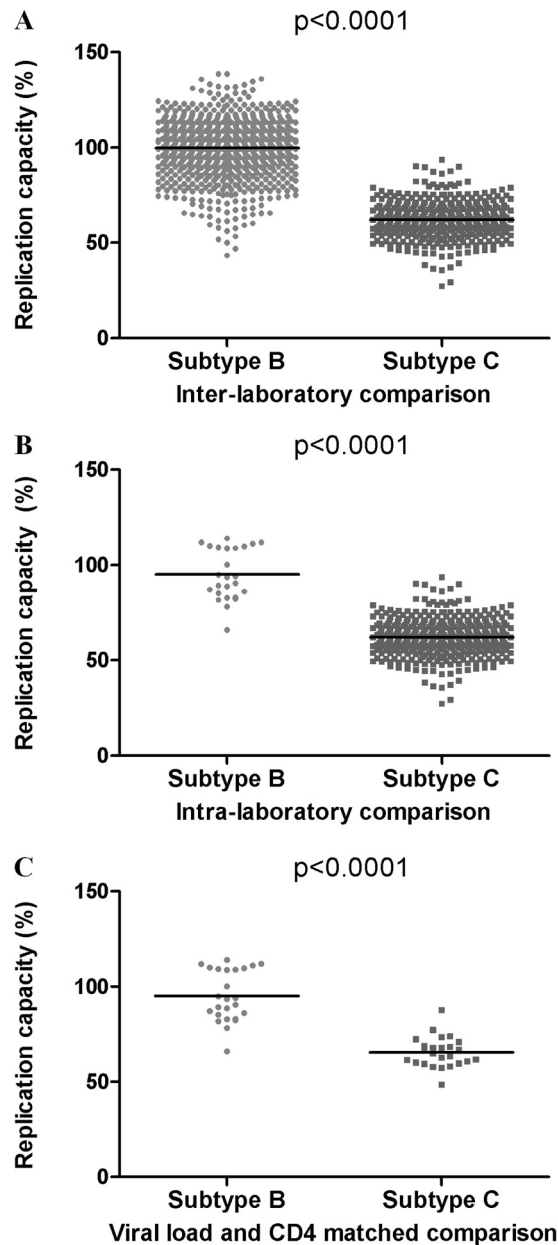 A
p<0.0001
Replication capacity (%)
150
100
50
0
Subtype B Subtype C
Inter-laboratory comparison
B
p<0.0001
Replication capacity (%)
150
100
50
0
Subtype B Subtype C
Intra-laboratory comparison
C
p<0.0001
Replication capacity (%)
150
100
50
0
Subtype B Subtype C
Viral load and CD4 matched comparison